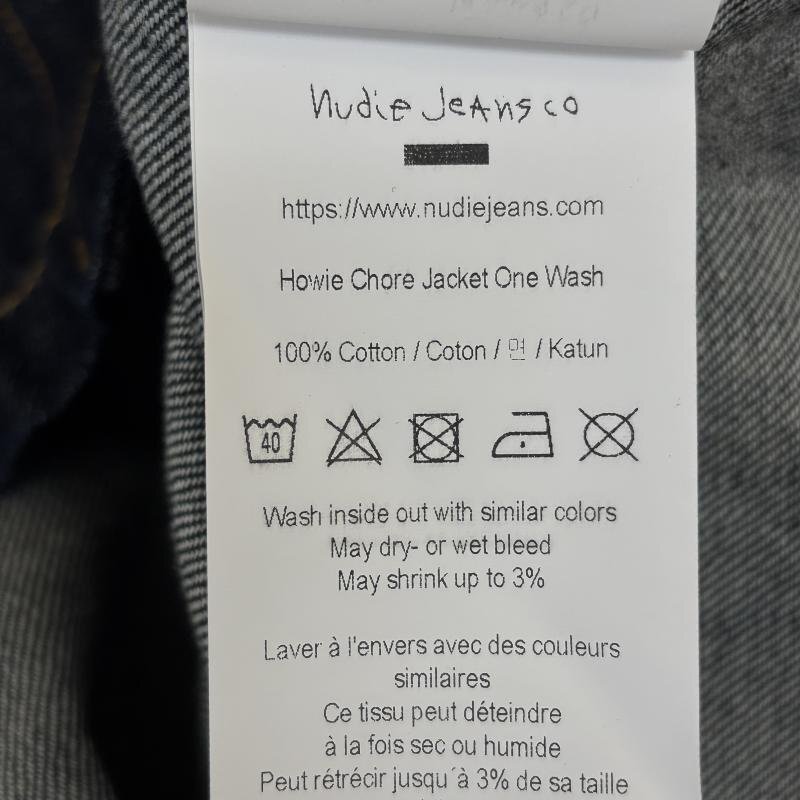 Nudie Jeans co
https://www.nudiejeans.com
Howie Chore Jacket One Wash
100% Cotton / Coton / 면 / Katun
40
Wash inside out with similar colors
May dry- or wet bleed
May shrink up to 3%
Laver à l'envers avec des couleurs
similaires
Ce tissu peut déteindre
à la fois sec ou humide
Peut rétrécir jusqu´à 3% de sa taille